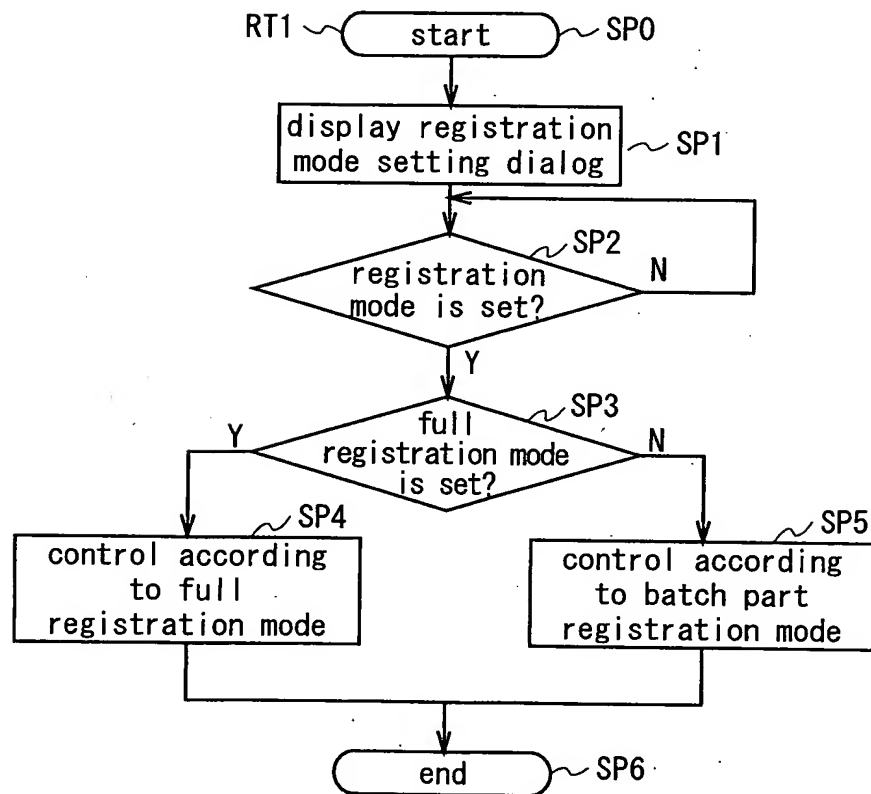 RT1
start
SP0
display registration
mode setting dialog
SP1
SP2
registration
mode is set?
N
Y
SP3
full
registration mode
is set?
Y
N
SP4
control according
to full
registration mode
SP5
control according
to batch part
registration mode
end
SP6